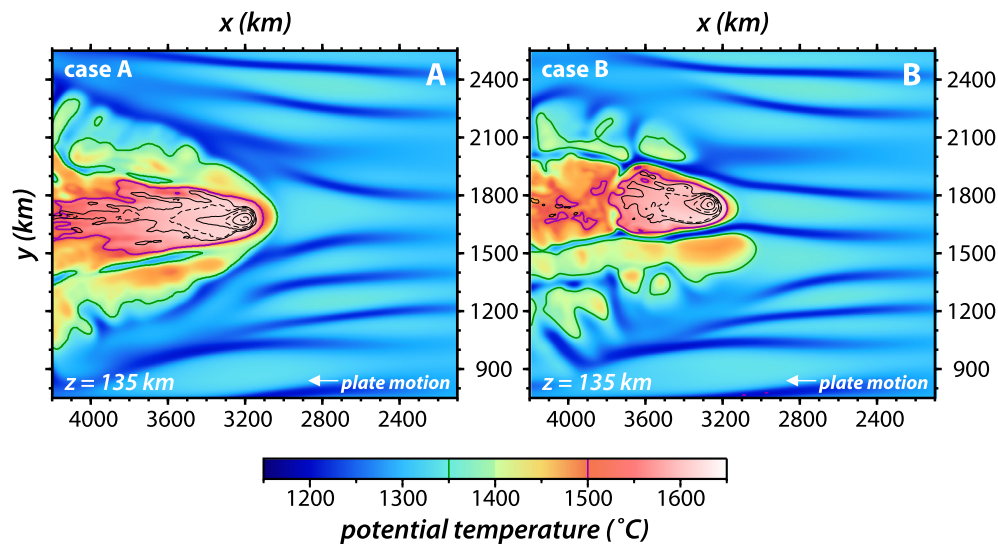 x (km)
x (km)
4000 3600 3200 2800 2400
4000 3600 3200 2800 2400
case A
A
case B
B
2400
2400
2100
2100
1800
1800
y (km)
1500
1500
1200
1200
900
900
z = 135 km
plate motion
z = 135 km
plate motion
1200 1300 1400 1500 1600
potential temperature (˚C)